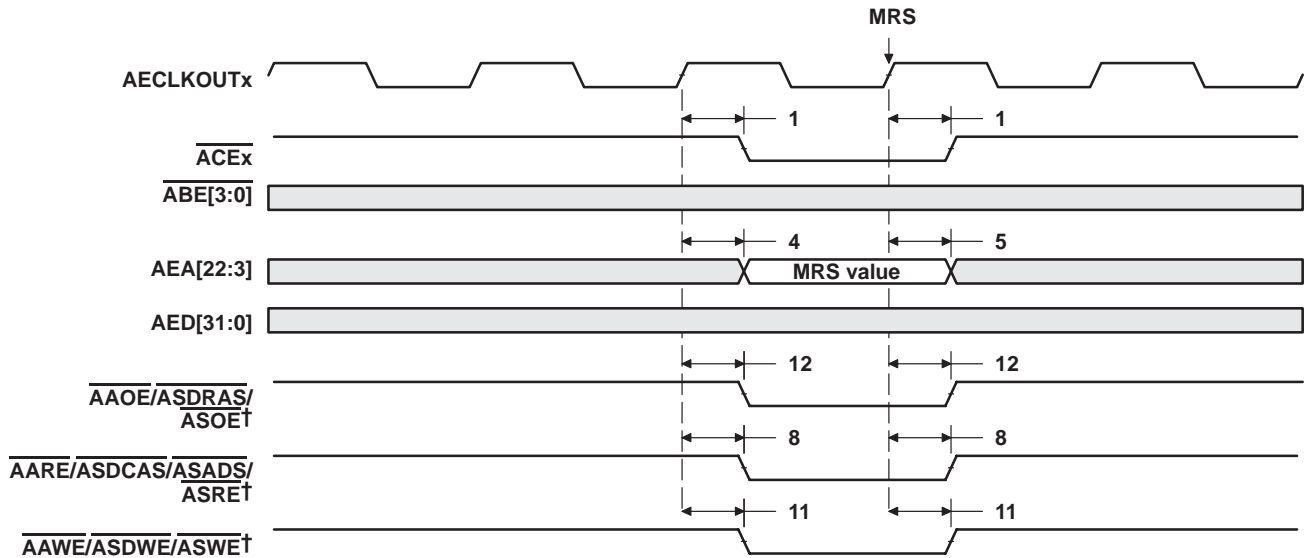 MRS
AECLKOUTx
1 1
ACEx
ABE[3:0]
4 5
AEA[22:3] MRS value
AED[31:0]
12 12
AAOE/ASDRAS/
ASOE†
8 8
AARE/ASDCAS/ASADS/
ASRE†
11 11
AAWE/ASDWE/ASWE†